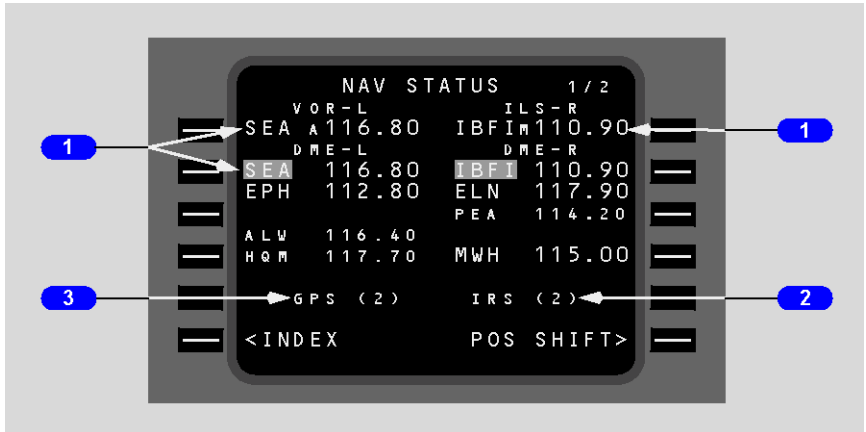 NAV STATUS 1/2
VOR-L ILS-R
1 SEA A116.80 IBFIM110.90 1
DME-L DME-R
SEA 116.80 IBFI 110.90
EPH 112.80 ELN 117.90
PEA 114.20
ALW 116.40
HQM 117.70 MWH 115.00
3 GPS (2) IRS (2) 2
<INDEX POS SHIFT>